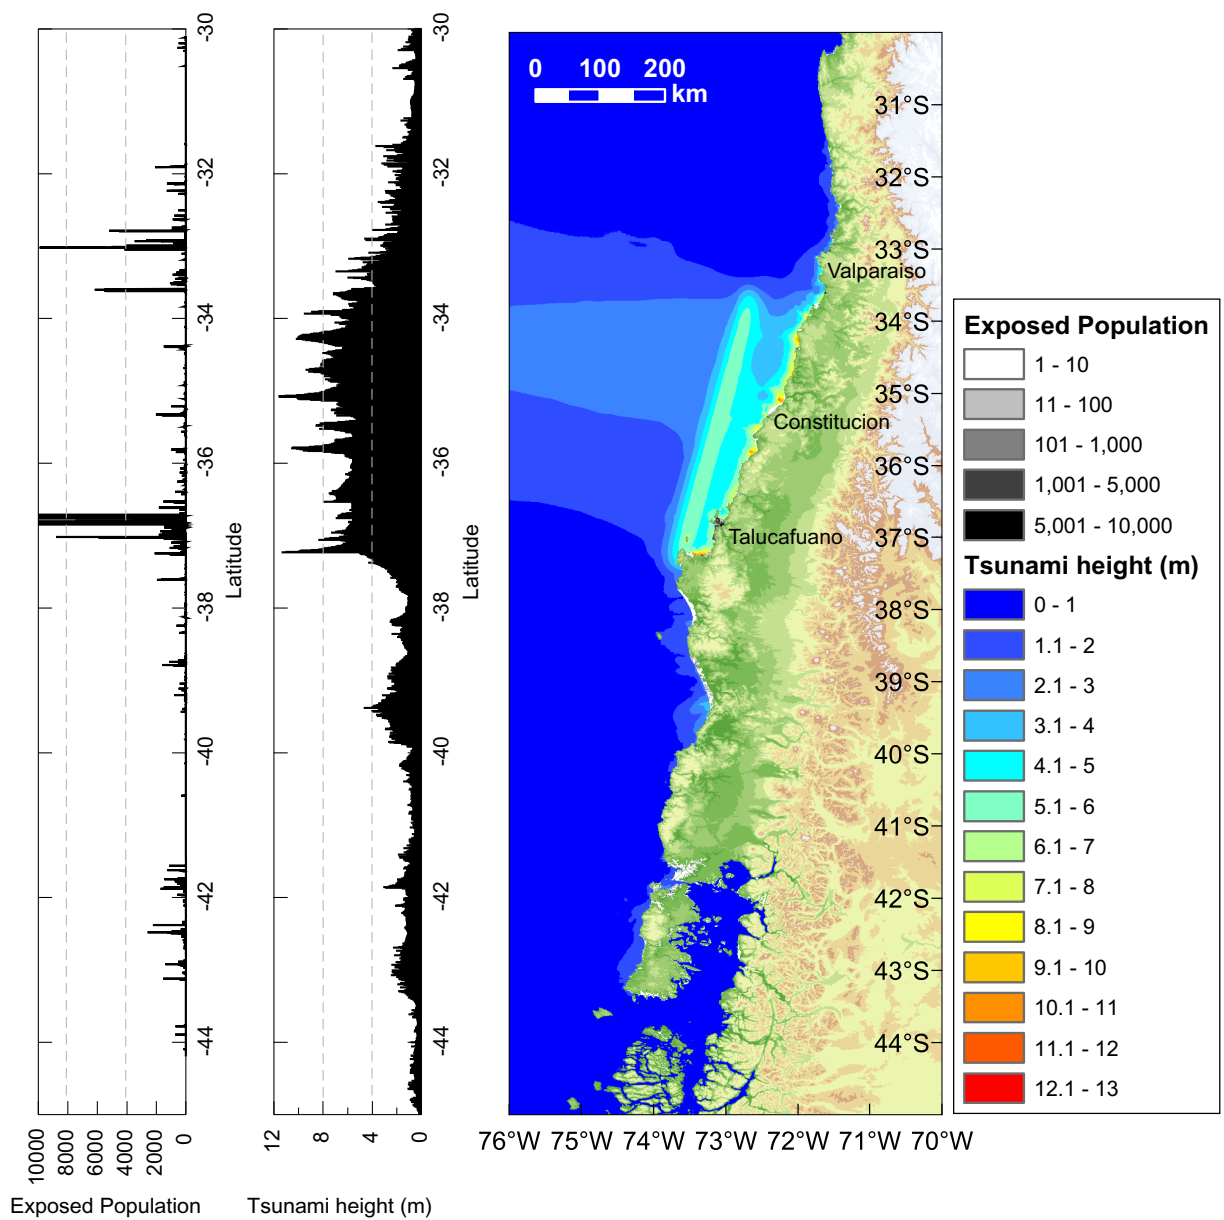 -30
-32
-34
-36
-38
-40
-42
-44
Latitude
10000
8000
6000
4000
2000
0
Exposed Population
-30
-32
-34
-36
-38
-40
-42
-44
Latitude
12
8
4
0
Tsunami height (m)
0 100 200
km
31°S
32°S
33°S
Valparaiso
34°S
35°S
Constitucion
36°S
37°S
Talucafuano
38°S
39°S
40°S
41°S
42°S
43°S
44°S
76°W 75°W 74°W 73°W 72°W 71°W 70°W
Exposed Population
1 - 10
11 - 100
101 - 1,000
1,001 - 5,000
5,001 - 10,000
Tsunami height (m)
0 - 1
1.1 - 2
2.1 - 3
3.1 - 4
4.1 - 5
5.1 - 6
6.1 - 7
7.1 - 8
8.1 - 9
9.1 - 10
10.1 - 11
11.1 - 12
12.1 - 13